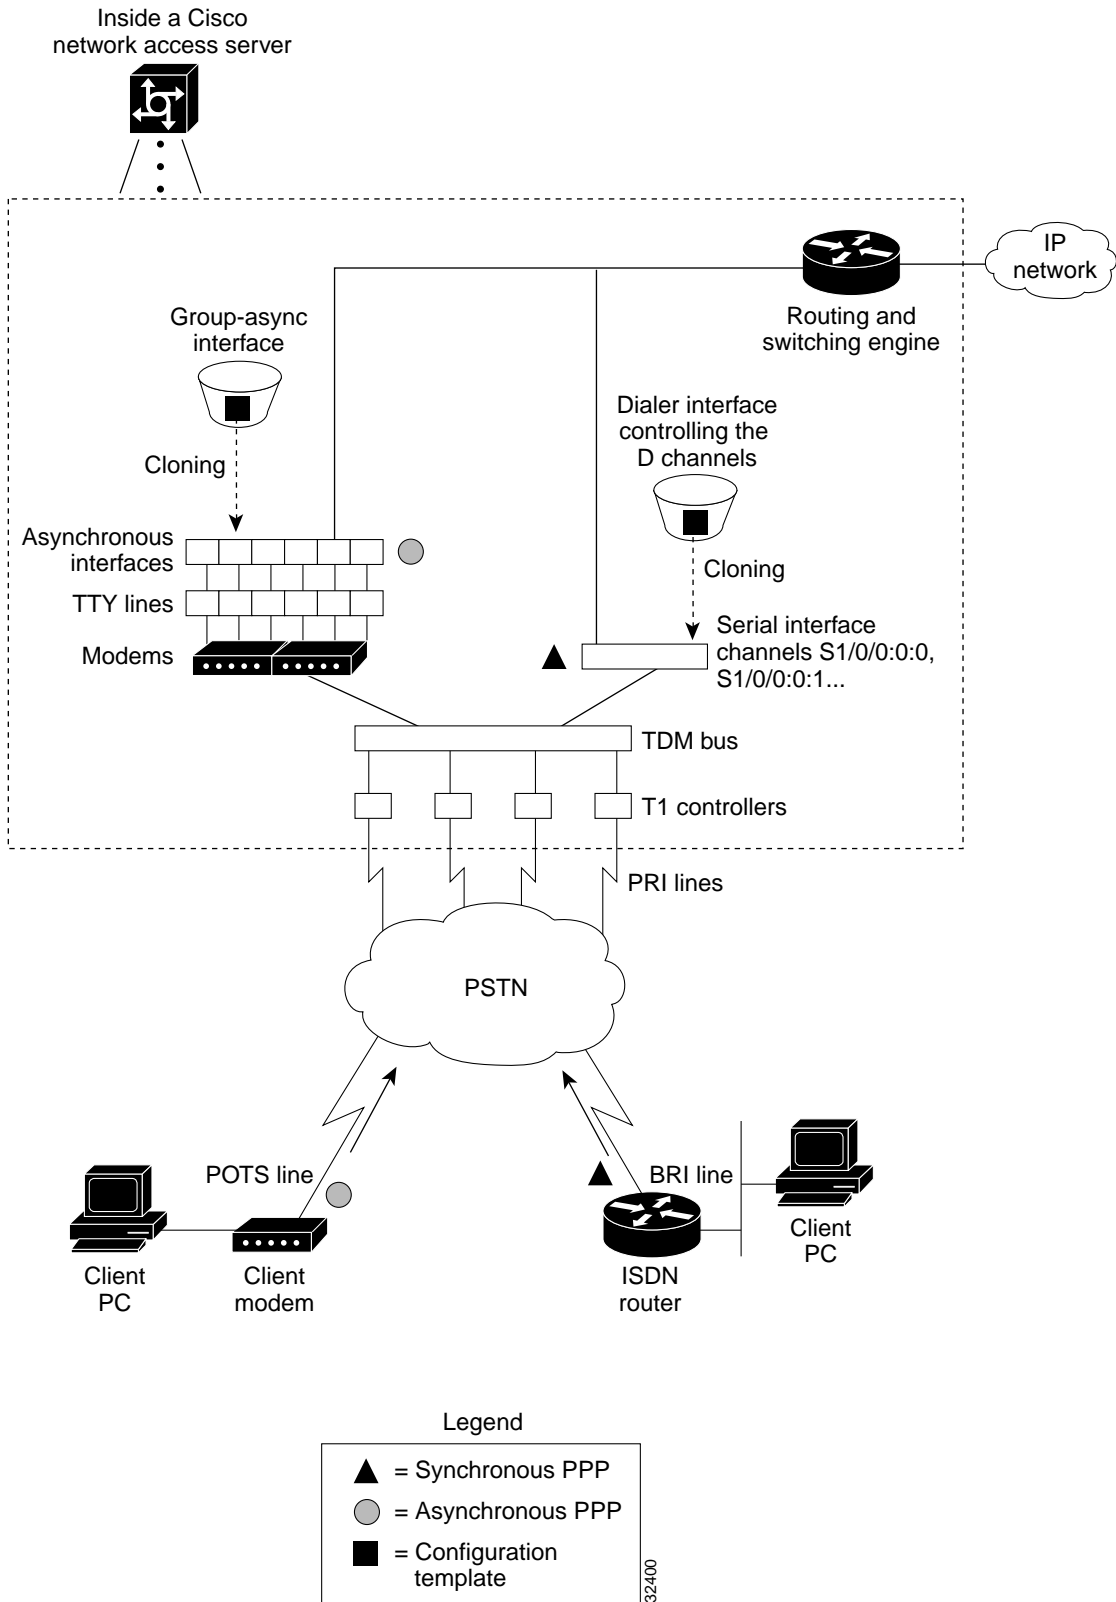 Inside a Cisco
network access server
IP
network
Routing and
switching engine
Group-async
interface
Dialer interface
controlling the
D channels
Cloning
Asynchronous
interfaces
Cloning
TTY lines
Modems
Serial interface
channels S1/0/0:0:0,
S1/0/0:0:1...
TDM bus
T1 controllers
PRI lines
PSTN
POTS line
BRI line
Client
PC
Client
PC
Client
modem
ISDN
router
Legend
= Synchronous PPP
= Asynchronous PPP
= Configuration
template
32400